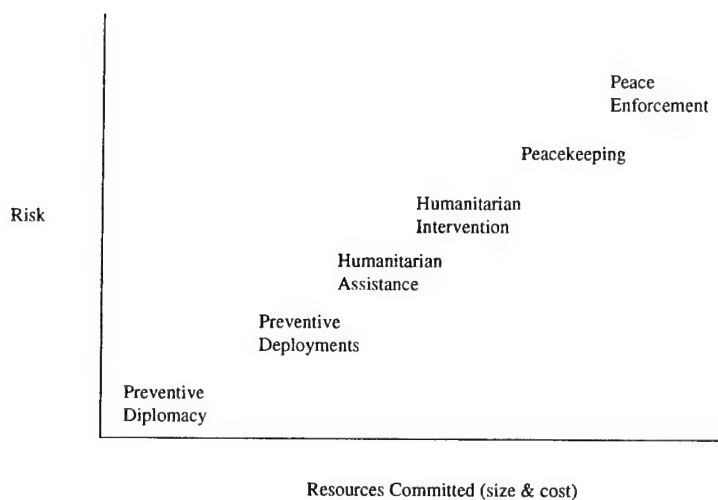 Peace
Enforcement
Peacekeeping
Risk
Humanitarian
Intervention
Humanitarian
Assistance
Preventive
Deployments
Preventive
Diplomacy
Resources Committed (size & cost)